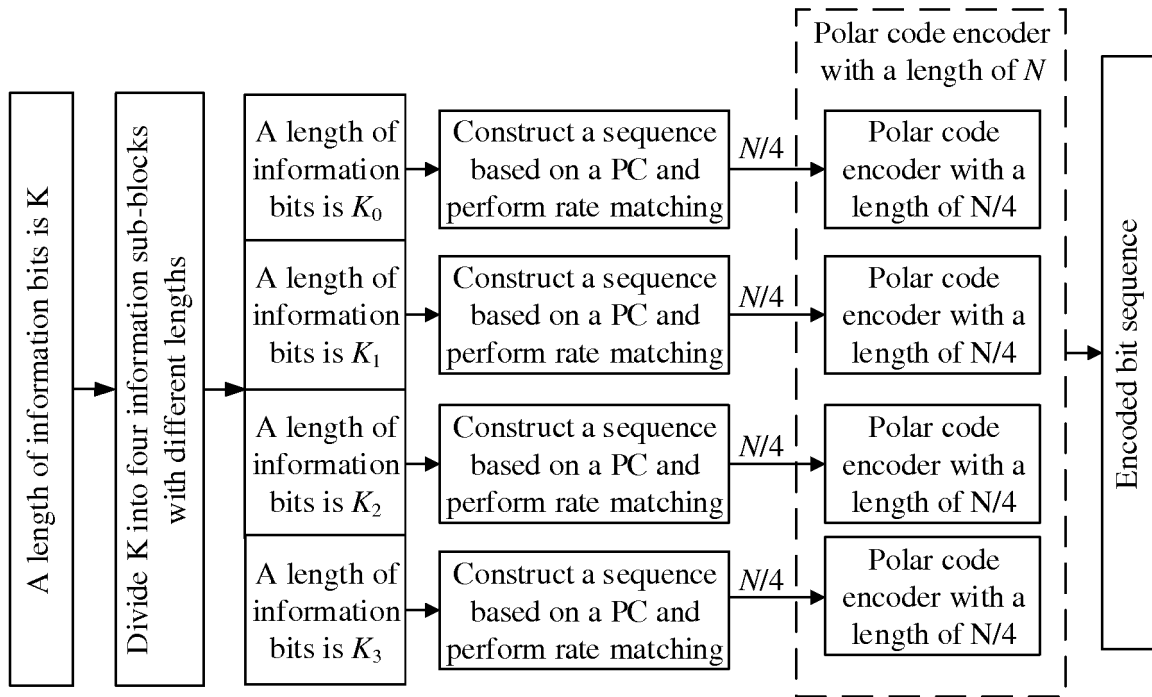 A length of information bits is K
Divide K into four information sub-blocks
with different lengths
A length of
information
bits is K₀
Construct a sequence
based on a PC and
perform rate matching
N/4
Polar code encoder
with a length of N
Polar code
encoder with a
length of N/4
A length of
information
bits is K₁
Construct a sequence
based on a PC and
perform rate matching
N/4
Polar code
encoder with a
length of N/4
A length of
information
bits is K₂
Construct a sequence
based on a PC and
perform rate matching
N/4
Polar code
encoder with a
length of N/4
A length of
information
bits is K₃
Construct a sequence
based on a PC and
perform rate matching
N/4
Polar code
encoder with a
length of N/4
Encoded bit sequence